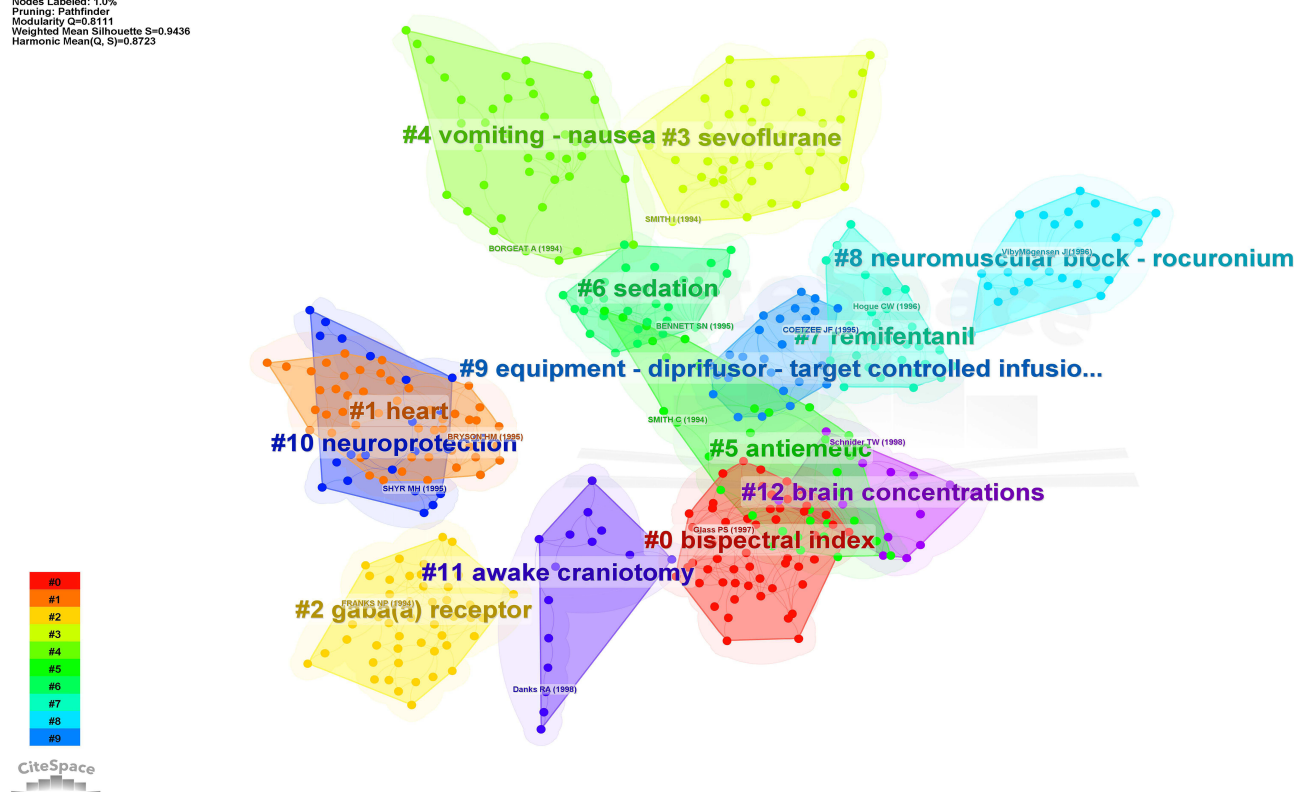 Nodes Labeled: 1.0%
Pruning: Pathfinder
Modularity Q=0.8111
Weighted Mean Silhouette S=0.9436
Harmonic Mean(Q, S)=0.8723
#4 vomiting - nausea
#3 sevoflurane
SMITH I (1994)
BORGEAT A (1994)
VibyMogensen J (1996)
#8 neuromuscular block - rocuronium
#6 sedation
Hogue CW (1996)
BENNETT SN (1995)
COETZEE JF (1995)
#7 remifentanil
#9 equipment - diprifusor - target controlled infusio...
#1 heart
SMITH C (1994)
BRYSON HM (1995)
#10 neuroprotection
Schnider TW (1998)
#5 antiemetic
SHYR MH (1995)
#12 brain concentrations
Glass PS (1997)
#0 bispectral index
#11 awake craniotomy
FRANKS NP (1994)
#2 gaba(a) receptor
Danks RA (1998)
#0
#1
#2
#3
#4
#5
#6
#7
#8
#9
CiteSpace